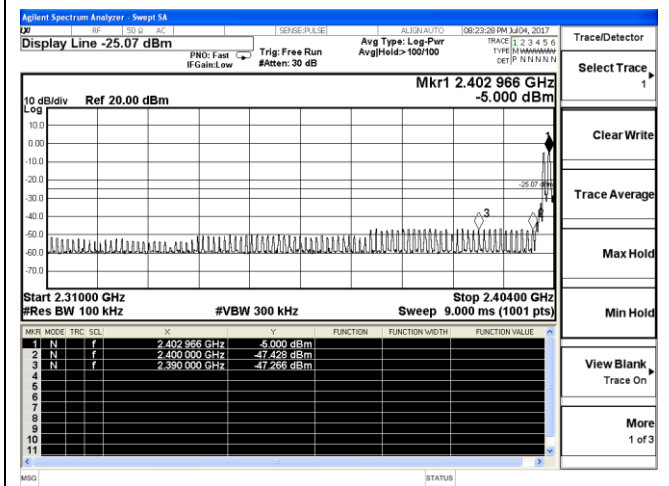 Agilent Spectrum Analyzer - Swept SA
RF 50 Ω AC SENSE:PULSE ALIGNAUTO 08:23:28 PM Jul 04, 2017
Display Line -25.07 dBm
PNO: Fast
IFGain:Low
Trig: Free Run
#Atten: 30 dB
Avg Type: Log-Pwr
Avg|Hold:> 100/100
TRACE 1 2 3 4 5 6
TYPE M
DET P N N N N N
Mkr1 2.402 966 GHz
-5.000 dBm
10 dB/div Ref 20.00 dBm
Log
10.0
0.00
-10.0
-20.0
-25.07 dBm
-30.0
-40.0
-50.0
-60.0
-70.0
1
3
2
Start 2.31000 GHz
Stop 2.40400 GHz
#Res BW 100 kHz
#VBW 300 kHz
Sweep 9.000 ms (1001 pts)
MKR MODE TRC SCL X Y FUNCTION FUNCTION WIDTH FUNCTION VALUE
1 N f 2.402 966 GHz -5.000 dBm
2 N f 2.400 000 GHz -47.428 dBm
3 N f 2.390 000 GHz -47.266 dBm
4
5
6
7
8
9
10
11
MSG
STATUS
Trace/Detector
Select Trace
1
Clear Write
Trace Average
Max Hold
Min Hold
View Blank
Trace On
More
1 of 3